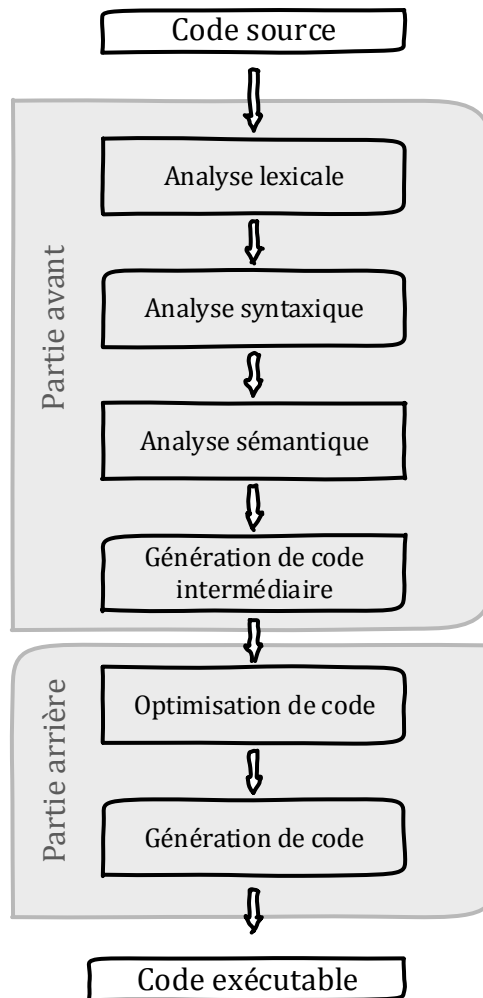 Code source
Partie avant
Analyse lexicale
Analyse syntaxique
Analyse sémantique
Génération de code
intermédiaire
Partie arrière
Optimisation de code
Génération de code
Code exécutable